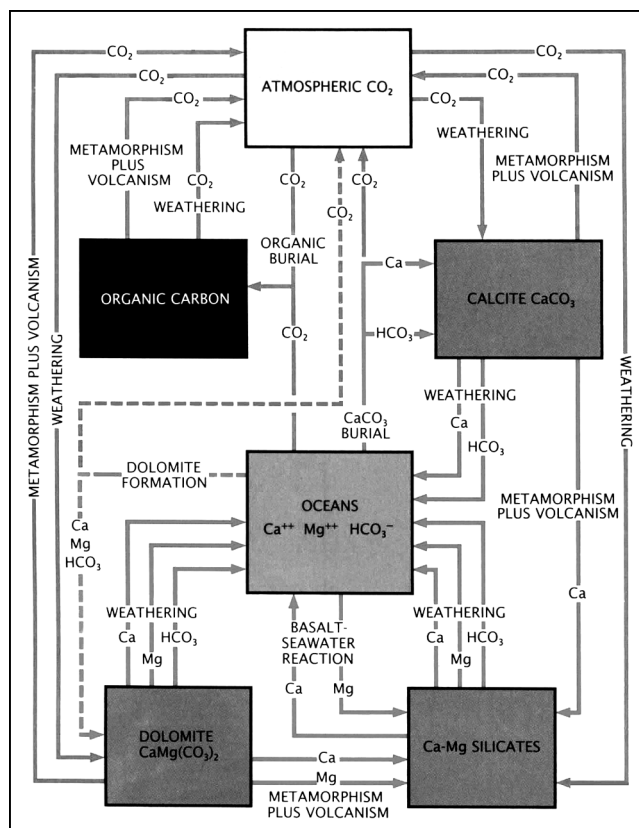 CO₂
CO₂
CO₂
CO₂
ATMOSPHERIC CO₂
CO₂
CO₂
CO₂
METAMORPHISM
PLUS
VOLCANISM
WEATHERING
METAMORPHISM
PLUS VOLCANISM
CO₂
WEATHERING
CO₂
CO₂
CO₂
ORGANIC
BURIAL
ORGANIC CARBON
Ca
CALCITE CaCO₃
CO₂
HCO₃
METAMORPHISM PLUS VOLCANISM
WEATHERING
WEATHERING
WEATHERING
Ca
HCO₃
CaCO₃
BURIAL
DOLOMITE
FORMATION
OCEANS
Ca⁺⁺ Mg⁺⁺ HCO₃⁻
METAMORPHISM
PLUS VOLCANISM
Ca
Mg
HCO₃
Ca
WEATHERING
Ca
HCO₃
Mg
BASALT-
SEAWATER
REACTION
Ca
Mg
WEATHERING
Ca
HCO₃
Mg
DOLOMITE
CaMg(CO₃)₂
Ca
Mg
METAMORPHISM
PLUS VOLCANISM
Ca-Mg SILICATES